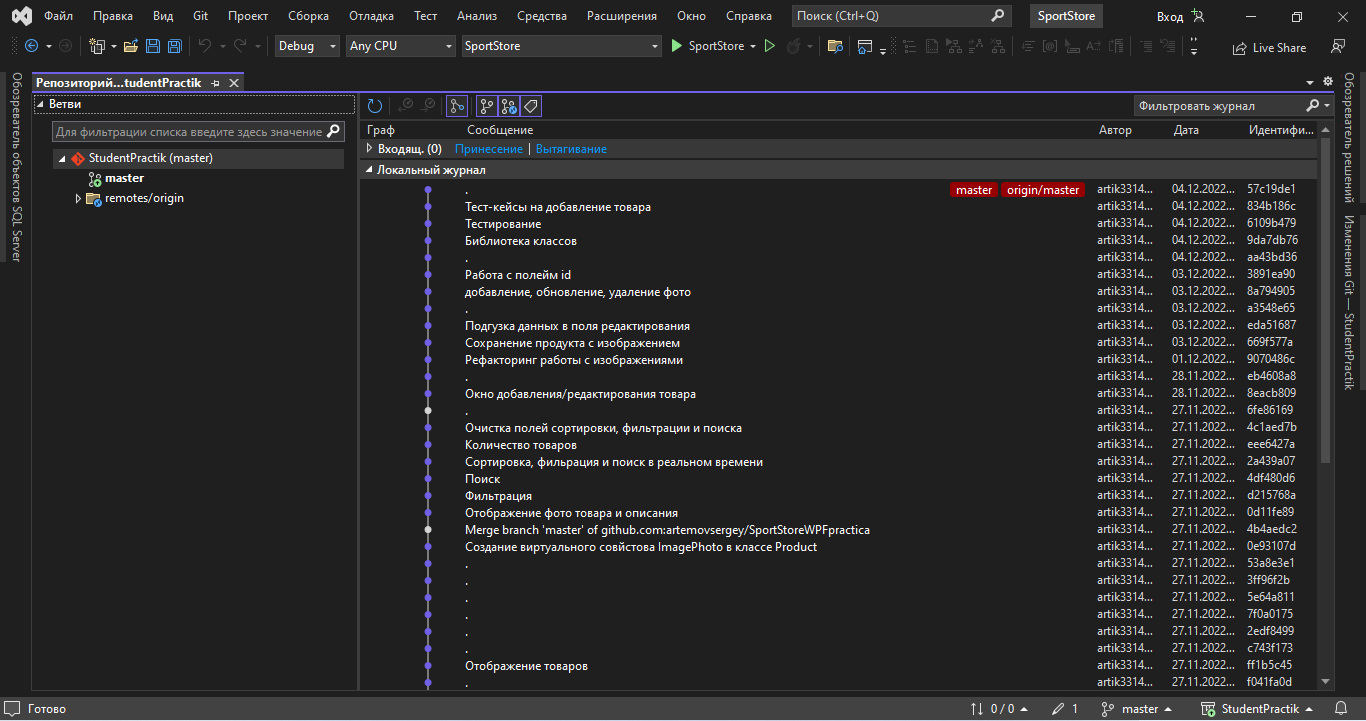 Файл Правка Вид Git Проект Сборка Отладка Тест Анализ Средства Расширения Окно Справка Поиск (Ctrl+Q) SportStore Вход
Debug Any CPU SportStore SportStore Live Share
Обозреватель объектов SQL Server
Репозиторий...tudentPractik
Ветви
Для фильтрации списка введите здесь значение
StudentPractik (master)
master
remotes/origin
Фильтровать журнал
Граф Сообщение Автор Дата Идентифи...
Входящ. (0) Принесение | Вытягивание
Локальный журнал
. master origin/master artik3314... 04.12.2022... 57c19de1
Тест-кейсы на добавление товара artik3314... 04.12.2022... 834b186c
Тестирование artik3314... 04.12.2022... 6109b479
Библиотека классов artik3314... 04.12.2022... 9da7db76
. artik3314... 04.12.2022... aa43bd36
Работа с полейм id artik3314... 03.12.2022... 3891ea90
добавление, обновление, удаление фото artik3314... 03.12.2022... 8a794905
. artik3314... 03.12.2022... a3548e65
Подгузка данных в поля редактирования artik3314... 03.12.2022... eda51687
Сохранение продукта с изображением artik3314... 03.12.2022... 669f577a
Рефакторинг работы с изображениями artik3314... 01.12.2022... 9070486c
. artik3314... 28.11.2022... eb4608a8
Окно добавления/редактирования товара artik3314... 28.11.2022... 8eacb809
. artik3314... 27.11.2022... 6fe86169
Очистка полей сортировки, фильтрации и поиска artik3314... 27.11.2022... 4c1aed7b
Количество товаров artik3314... 27.11.2022... eee6427a
Сортировка, фильрация и поиск в реальном времени artik3314... 27.11.2022... 2a439a07
Поиск artik3314... 27.11.2022... 4df480d6
Фильтрация artik3314... 27.11.2022... d215768a
Отображение фото товара и описания artik3314... 27.11.2022... 0d11fe89
Merge branch 'master' of github.com:artemovsergey/SportStoreWPFpractica artik3314... 27.11.2022... 4b4aedc2
Создание виртуального совйстова ImagePhoto в классе Product artik3314... 27.11.2022... 0e93107d
. artik3314... 27.11.2022... 53a8e3e1
. artik3314... 27.11.2022... 3ff96f2b
. artik3314... 27.11.2022... 5e64a811
. artik3314... 27.11.2022... 7f0a0175
. artik3314... 27.11.2022... 2edf8499
. artik3314... 27.11.2022... c743f173
Отображение товаров artik3314... 27.11.2022... ff1b5c45
. artik3314... 27.11.2022... f041fa0d
Обозреватель решений
Изменения Git — StudentPractik
Готово 0 / 0 1 master StudentPractik